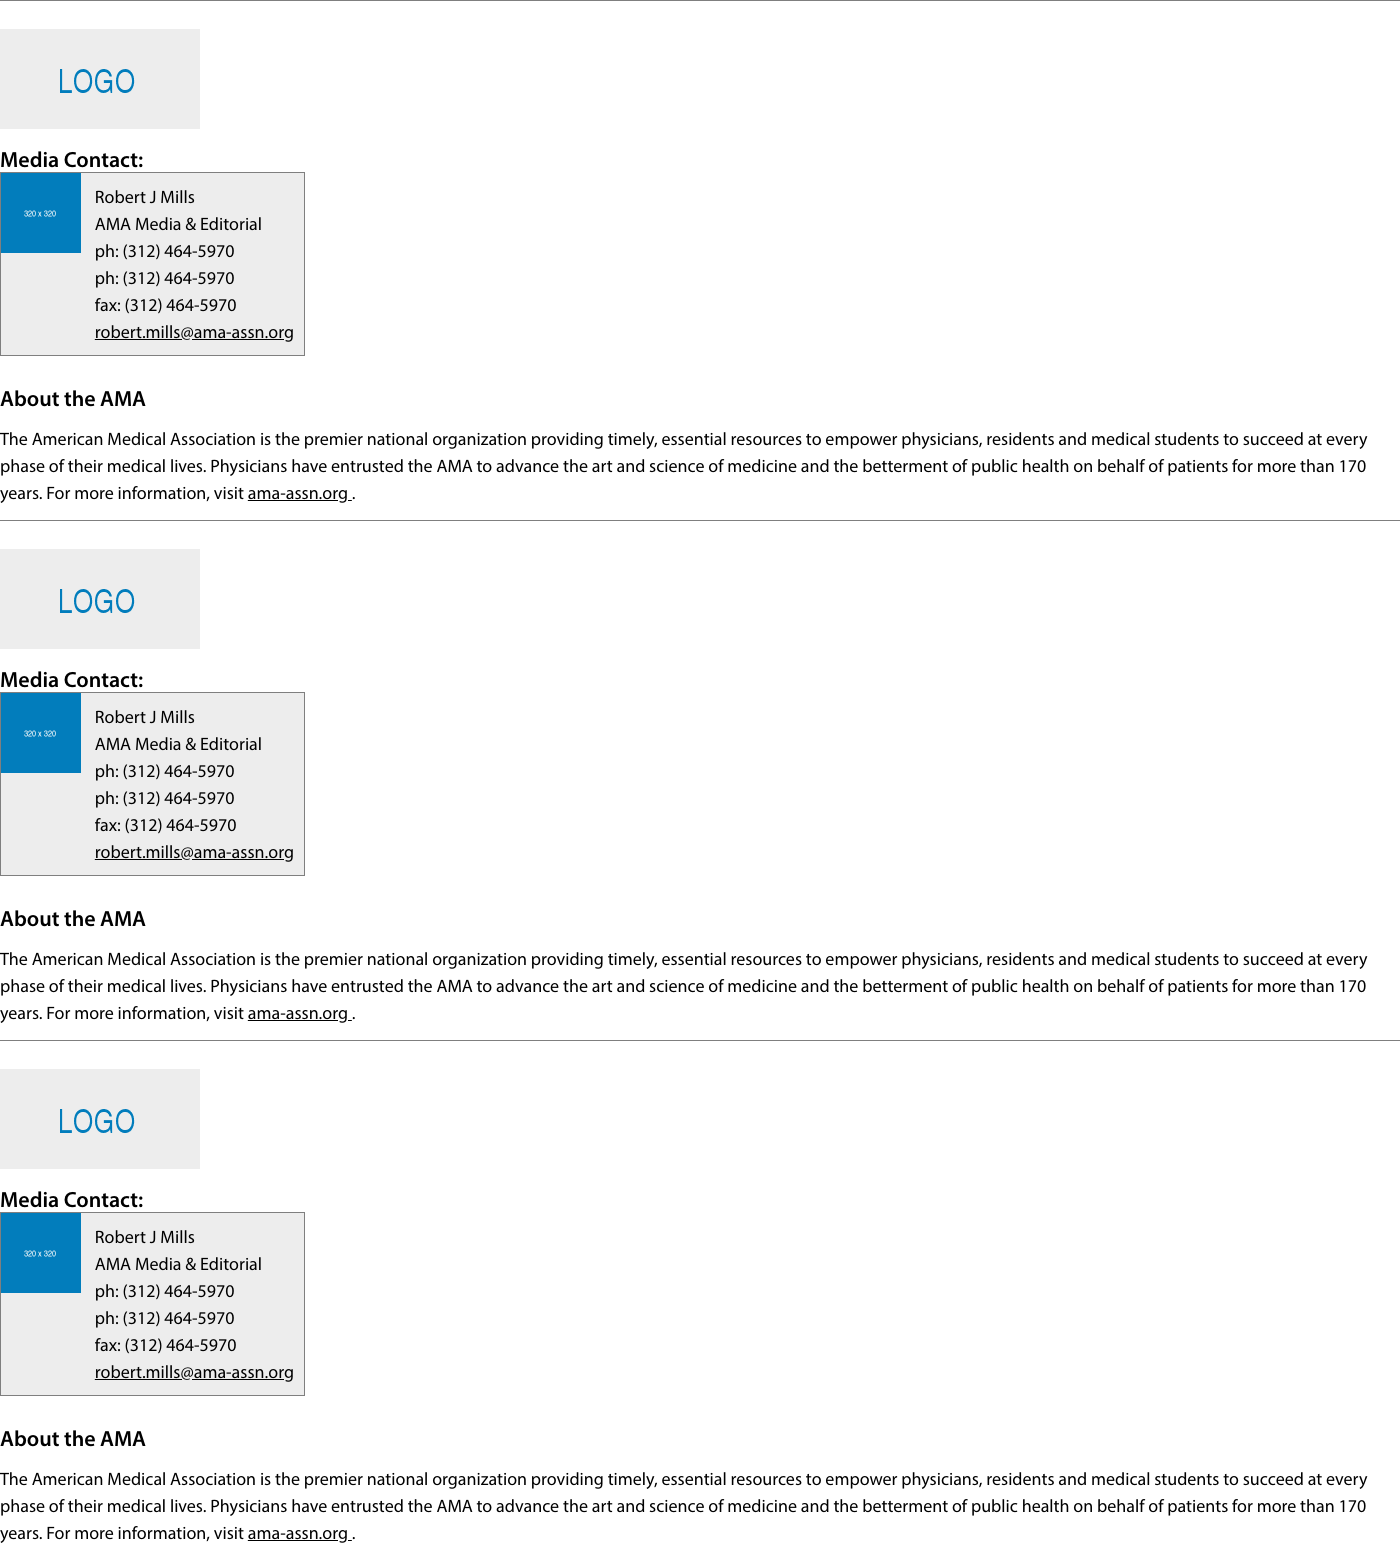 LOGO
Media Contact:
320 x 320
Robert J Mills
AMA Media & Editorial
ph: (312) 464-5970
ph: (312) 464-5970
fax: (312) 464-5970
robert.mills@ama-assn.org
About the AMA
The American Medical Association is the premier national organization providing timely, essential resources to empower physicians, residents and medical students to succeed at every
phase of their medical lives. Physicians have entrusted the AMA to advance the art and science of medicine and the betterment of public health on behalf of patients for more than 170
years. For more information, visit ama-assn.org .
LOGO
Media Contact:
320 x 320
Robert J Mills
AMA Media & Editorial
ph: (312) 464-5970
ph: (312) 464-5970
fax: (312) 464-5970
robert.mills@ama-assn.org
About the AMA
The American Medical Association is the premier national organization providing timely, essential resources to empower physicians, residents and medical students to succeed at every
phase of their medical lives. Physicians have entrusted the AMA to advance the art and science of medicine and the betterment of public health on behalf of patients for more than 170
years. For more information, visit ama-assn.org .
LOGO
Media Contact:
320 x 320
Robert J Mills
AMA Media & Editorial
ph: (312) 464-5970
ph: (312) 464-5970
fax: (312) 464-5970
robert.mills@ama-assn.org
About the AMA
The American Medical Association is the premier national organization providing timely, essential resources to empower physicians, residents and medical students to succeed at every
phase of their medical lives. Physicians have entrusted the AMA to advance the art and science of medicine and the betterment of public health on behalf of patients for more than 170
years. For more information, visit ama-assn.org .